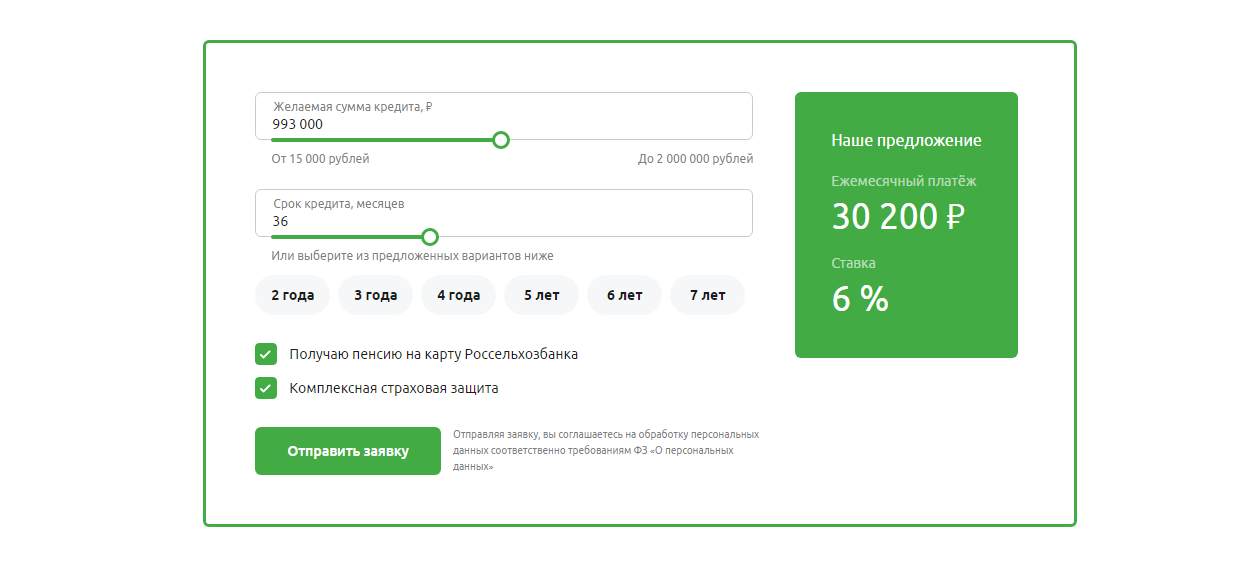 Желаемая сумма кредита, ₽
993 000
От 15 000 рублей
До 2 000 000 рублей
Срок кредита, месяцев
36
Или выберите из предложенных вариантов ниже
2 года
3 года
4 года
5 лет
6 лет
7 лет
Получаю пенсию на карту Россельхозбанка
Комплексная страховая защита
Отправить заявку
Отправляя заявку, вы соглашаетесь на обработку персональных
данных соответственно требованиям ФЗ «О персональных
данных»
Наше предложение
Ежемесячный платёж
30 200 ₽
Ставка
6 %